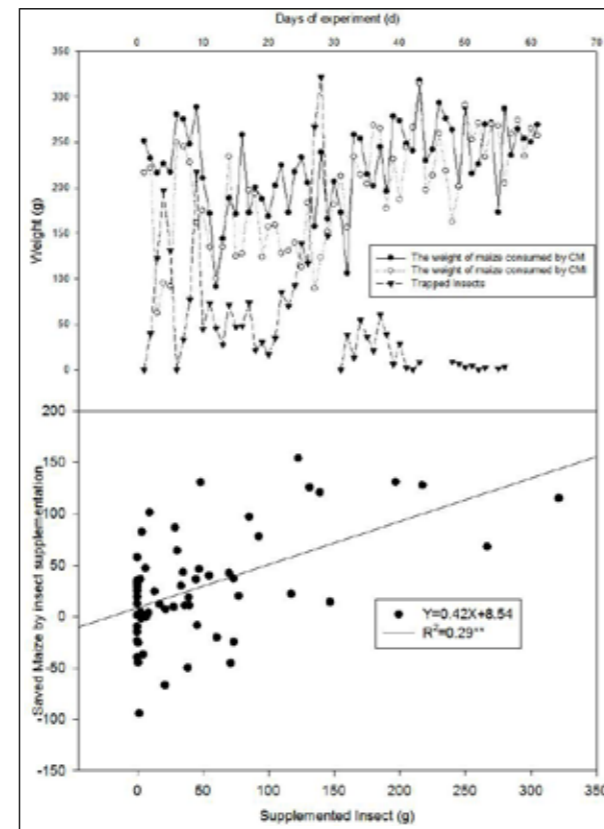 Days of experiment (d)
0 10 20 30 40 50 60 70
350
300
250
200
150
100
50
0
Weight (g)
The weight of maize consumed by CMI
The weight of maize consumed by CMI
Trapped Insects
200
150
100
50
0
-50
-100
-150
Saved Maize by insect supplementation
Y=0.42X+8.54
R²=0.29**
0 50 100 150 200 250 300 350
Supplemented Insect (g)